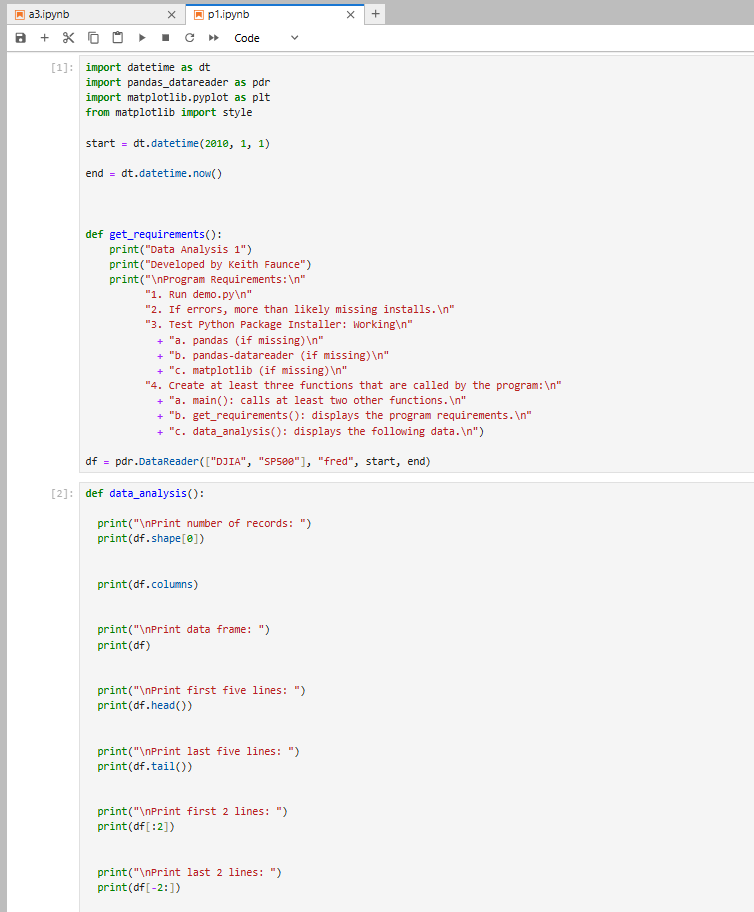 a3.ipynb
p1.ipynb
Code
[1]:
import datetime as dt
import pandas_datareader as pdr
import matplotlib.pyplot as plt
from matplotlib import style
start = dt.datetime(2010, 1, 1)
end = dt.datetime.now()
def get_requirements():
print("Data Analysis 1")
print("Developed by Keith Faunce")
print("\nProgram Requirements:\n"
"1. Run demo.py\n"
"2. If errors, more than likely missing installs.\n"
"3. Test Python Package Installer: Working\n"
+ "a. pandas (if missing)\n"
+ "b. pandas-datareader (if missing)\n"
+ "c. matplotlib (if missing)\n"
"4. Create at least three functions that are called by the program:\n"
+ "a. main(): calls at least two other functions.\n"
+ "b. get_requirements(): displays the program requirements.\n"
+ "c. data_analysis(): displays the following data.\n")
df = pdr.DataReader(["DJIA", "SP500"], "fred", start, end)
[2]:
def data_analysis():
print("\nPrint number of records: ")
print(df.shape[0])
print(df.columns)
print("\nPrint data frame: ")
print(df)
print("\nPrint first five lines: ")
print(df.head())
print("\nPrint last five lines: ")
print(df.tail())
print("\nPrint first 2 lines: ")
print(df[:2])
print("\nPrint last 2 lines: ")
print(df[-2:])